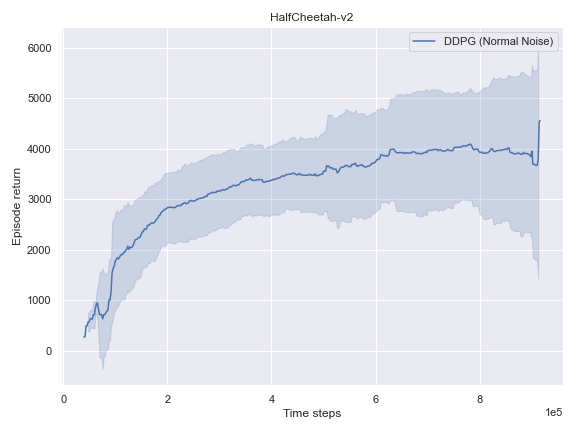 HalfCheetah-v2
DDPG (Normal Noise)
Episode return
6000
5000
4000
3000
2000
1000
0
0 2 4 6 8
1e5
Time steps